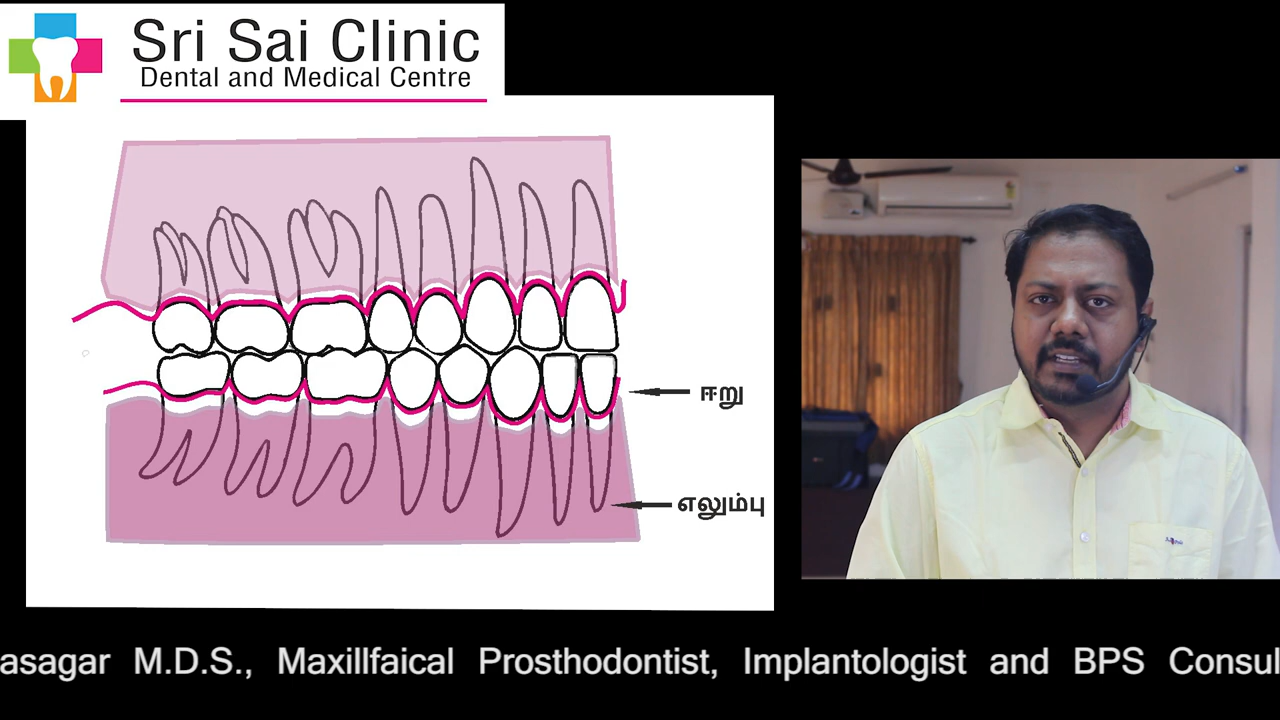 Sri Sai Clinic
Dental and Medical Centre
ஈறு
எலும்பு
asagar M.D.S., Maxillfaical Prosthodontist, Implantologist and BPS Consul